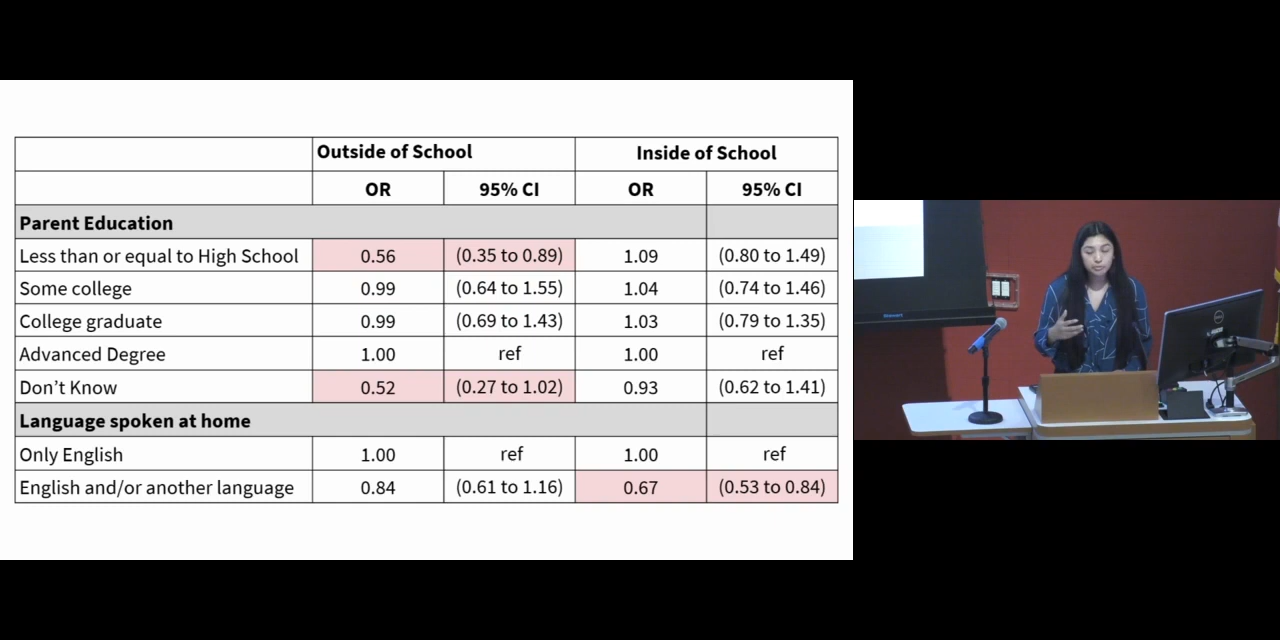 Outside of School Inside of School
OR 95% CI OR 95% CI
Parent Education
Less than or equal to High School 0.56 (0.35 to 0.89) 1.09 (0.80 to 1.49)
Some college 0.99 (0.64 to 1.55) 1.04 (0.74 to 1.46)
College graduate 0.99 (0.69 to 1.43) 1.03 (0.79 to 1.35)
Advanced Degree 1.00 ref 1.00 ref
Don’t Know 0.52 (0.27 to 1.02) 0.93 (0.62 to 1.41)
Language spoken at home
Only English 1.00 ref 1.00 ref
English and/or another language 0.84 (0.61 to 1.16) 0.67 (0.53 to 0.84)